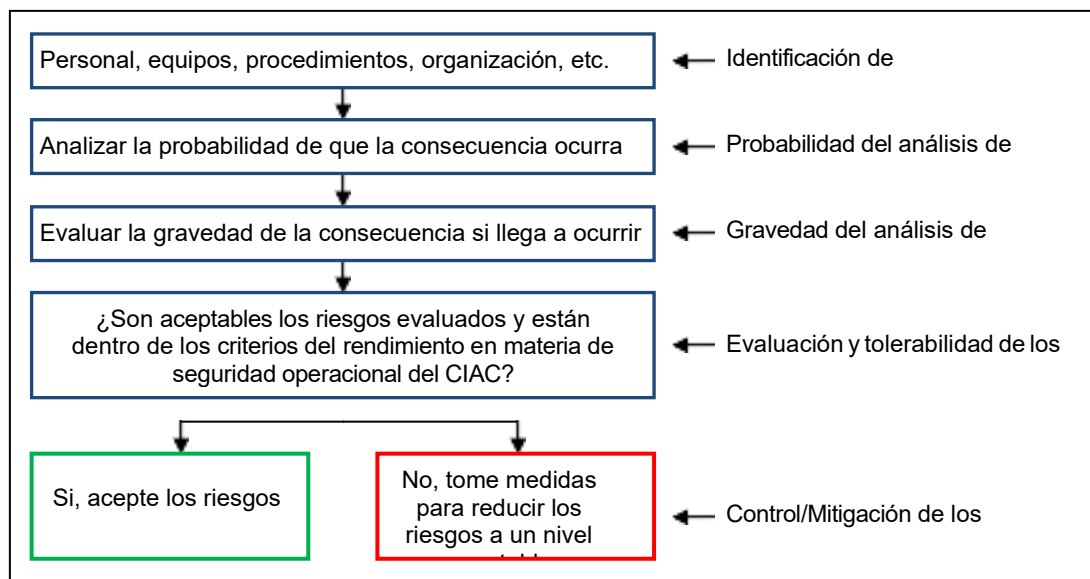 Personal, equipos, procedimientos, organización, etc.
Identificación de
Analizar la probabilidad de que la consecuencia ocurra
Probabilidad del análisis de
Evaluar la gravedad de la consecuencia si llega a ocurrir
Gravedad del análisis de
¿Son aceptables los riesgos evaluados y están
dentro de los criterios del rendimiento en materia de
seguridad operacional del CIAC?
Evaluación y tolerabilidad de los
Si, acepte los riesgos
No, tome medidas
para reducir los
riesgos a un nivel
Control/Mitigación de los